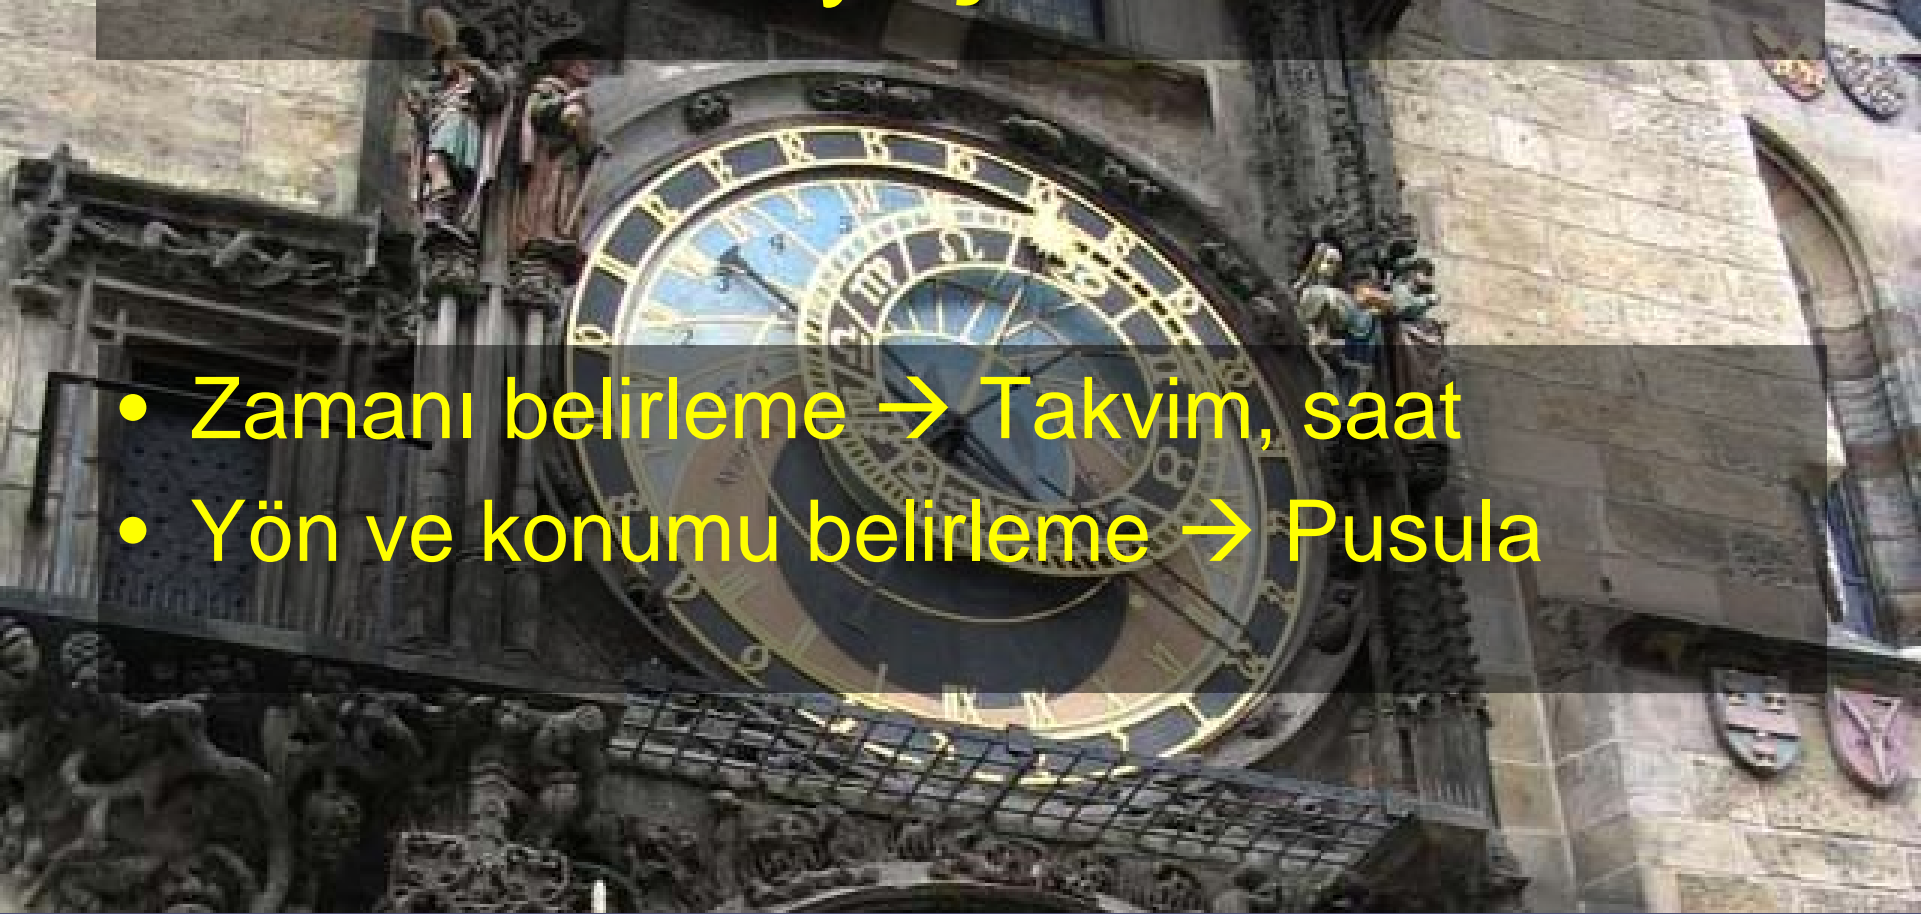 • Zamanı belirleme → Takvim, saat
• Yön ve konumu belirleme → Pusula